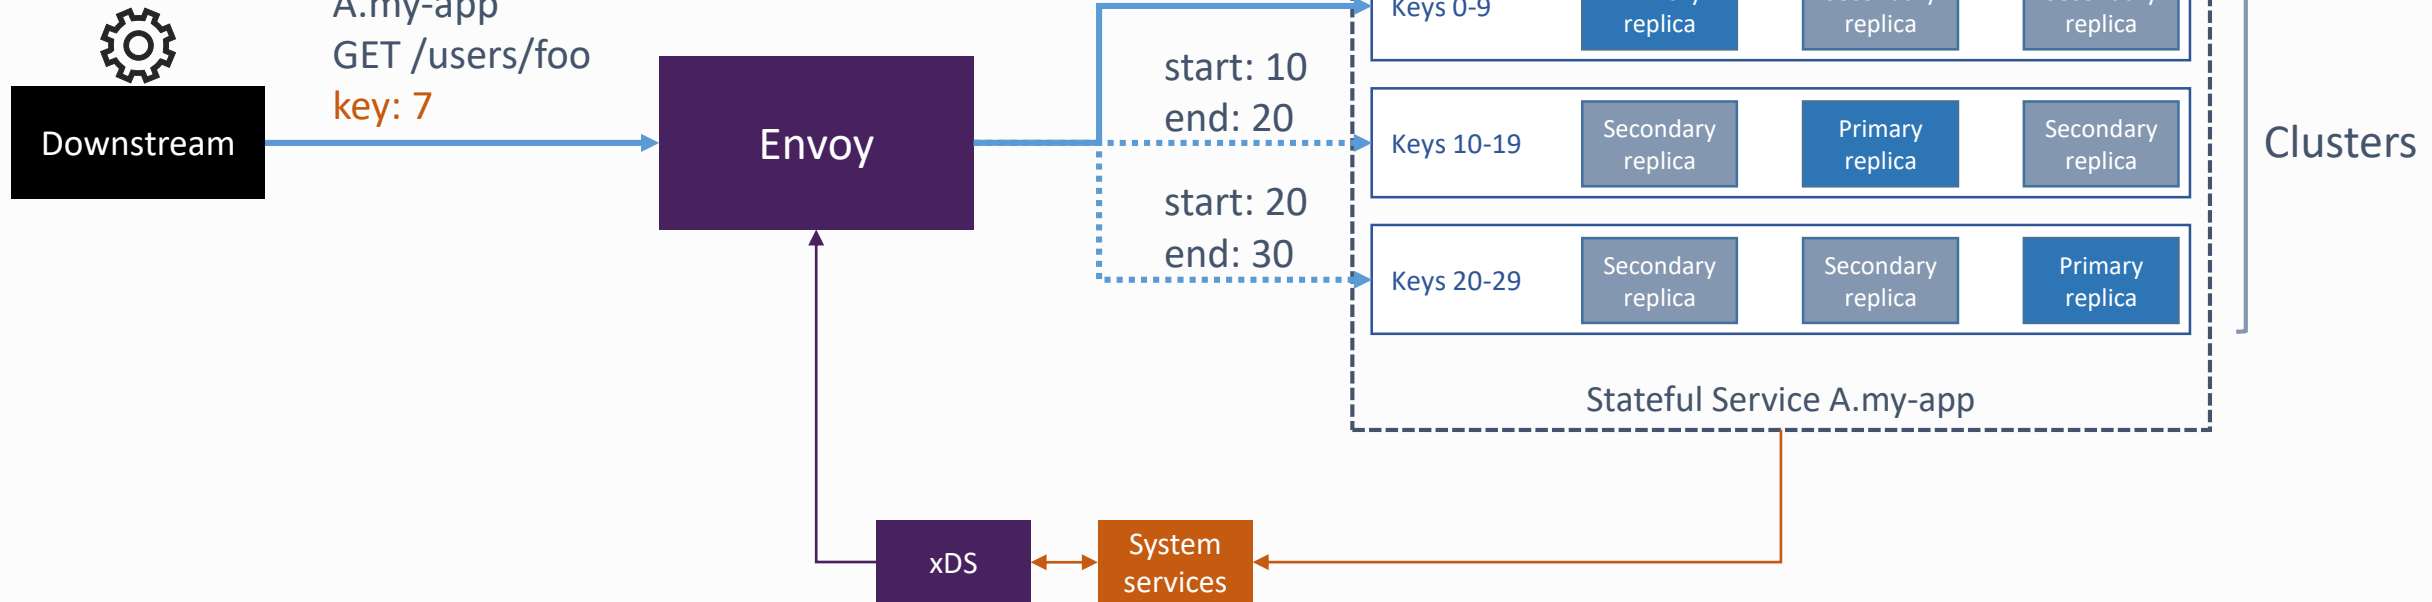 A.my-app
GET /users/foo
key: 7
Downstream
Envoy
start: 10
end: 20
start: 20
end: 30
Keys 0-9
replica
replica
replica
Keys 10-19
Secondary
replica
Primary
replica
Secondary
replica
Keys 20-29
Secondary
replica
Secondary
replica
Primary
replica
Clusters
Stateful Service A.my-app
xDS
System
services